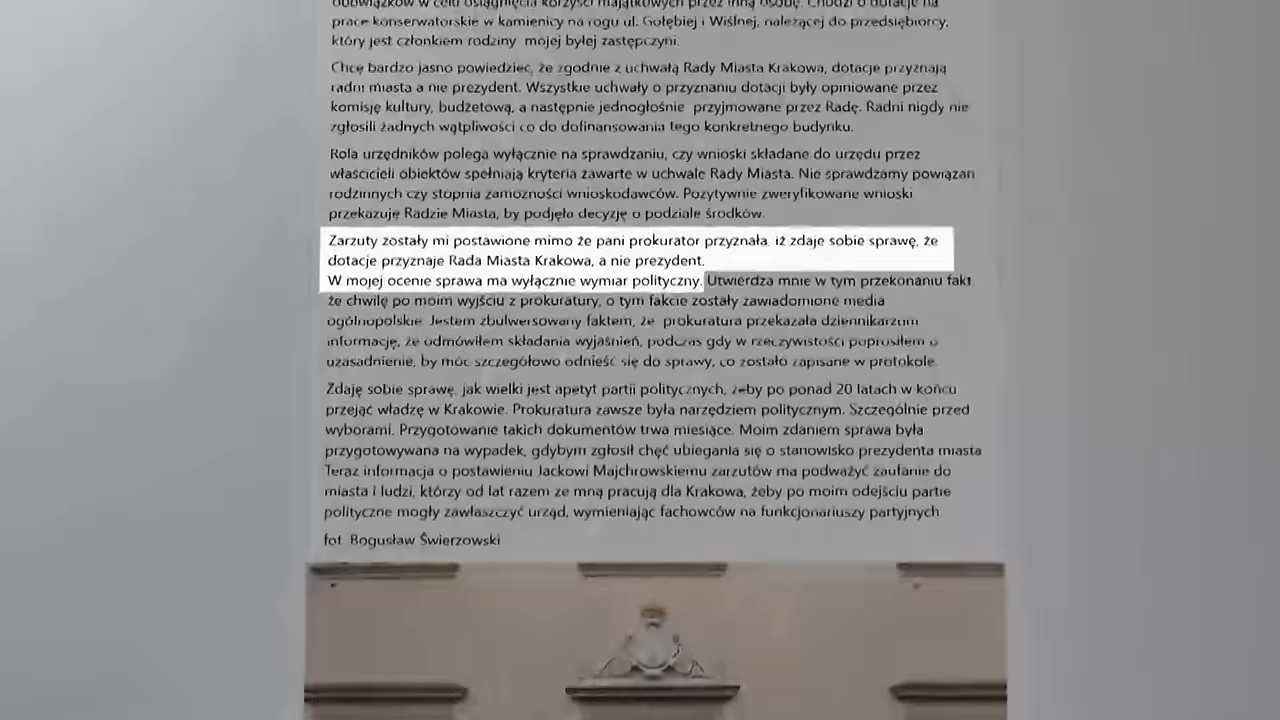 obowiązków w celu osiągnięcia korzyści majątkowych przez inną osobę. Chodzi o dotacje na
prace konserwatorskie w kamienicy na rogu ul. Gołębiej i Wiślnej, należącej do przedsiębiorcy,
który jest członkiem rodziny mojej byłej zastępczyni.
Chcę bardzo jasno powiedzieć, że zgodnie z uchwałą Rady Miasta Krakowa, dotacje przyznają
radni miasta a nie prezydent. Wszystkie uchwały o przyznaniu dotacji były opiniowane przez
komisję kultury, budżetową, a następnie jednogłośnie przyjmowane przez Radę. Radni nigdy nie
zgłosili żadnych wątpliwości co do dofinansowania tego konkretnego budynku.
Rola urzędników polega wyłącznie na sprawdzaniu, czy wnioski składane do urzędu przez
właścicieli obiektów spełniają kryteria zawarte w uchwale Rady Miasta. Nie sprawdzamy powiązań
rodzinnych czy stopnia zamożności wnioskodawców. Pozytywnie zweryfikowane wnioski
przekazuję Radzie Miasta, by podjęła decyzję o podziale środków.
Zarzuty zostały mi postawione mimo że pani prokurator przyznała, iż zdaje sobie sprawę, że
dotacje przyznaje Rada Miasta Krakowa, a nie prezydent.
W mojej ocenie sprawa ma wyłącznie wymiar polityczny. Utwierdza mnie w tym przekonaniu fakt
że chwilę po moim wyjściu z prokuratury, o tym fakcie zostały zawiadomione media
ogólnopolskie. Jestem zbulwersowany faktem, że prokuratura przekazała dziennikarzom
informację, że odmówiłem składania wyjaśnień, podczas gdy w rzeczywistości poprosiłem o
uzasadnienie, by móc szczegółowo odnieść się do sprawy, co zostało zapisane w protokole.
Zdaję sobie sprawę, jak wielki jest apetyt partii politycznych, żeby po ponad 20 latach w końcu
przejąć władzę w Krakowie. Prokuratura zawsze była narzędziem politycznym. Szczególnie przed
wyborami. Przygotowanie takich dokumentów trwa miesiące. Moim zdaniem sprawa była
przygotowywana na wypadek, gdybym zgłosił chęć ubiegania się o stanowisko prezydenta miasta
Teraz informacja o postawieniu Jackowi Majchrowskiemu zarzutów ma podważyć zaufanie do
miasta i ludzi, którzy od lat razem ze mną pracują dla Krakowa, żeby po moim odejściu partie
polityczne mogły zawłaszczyć urząd, wymieniając fachowców na funkcjonariuszy partyjnych
fot. Bogusław Świerzowski